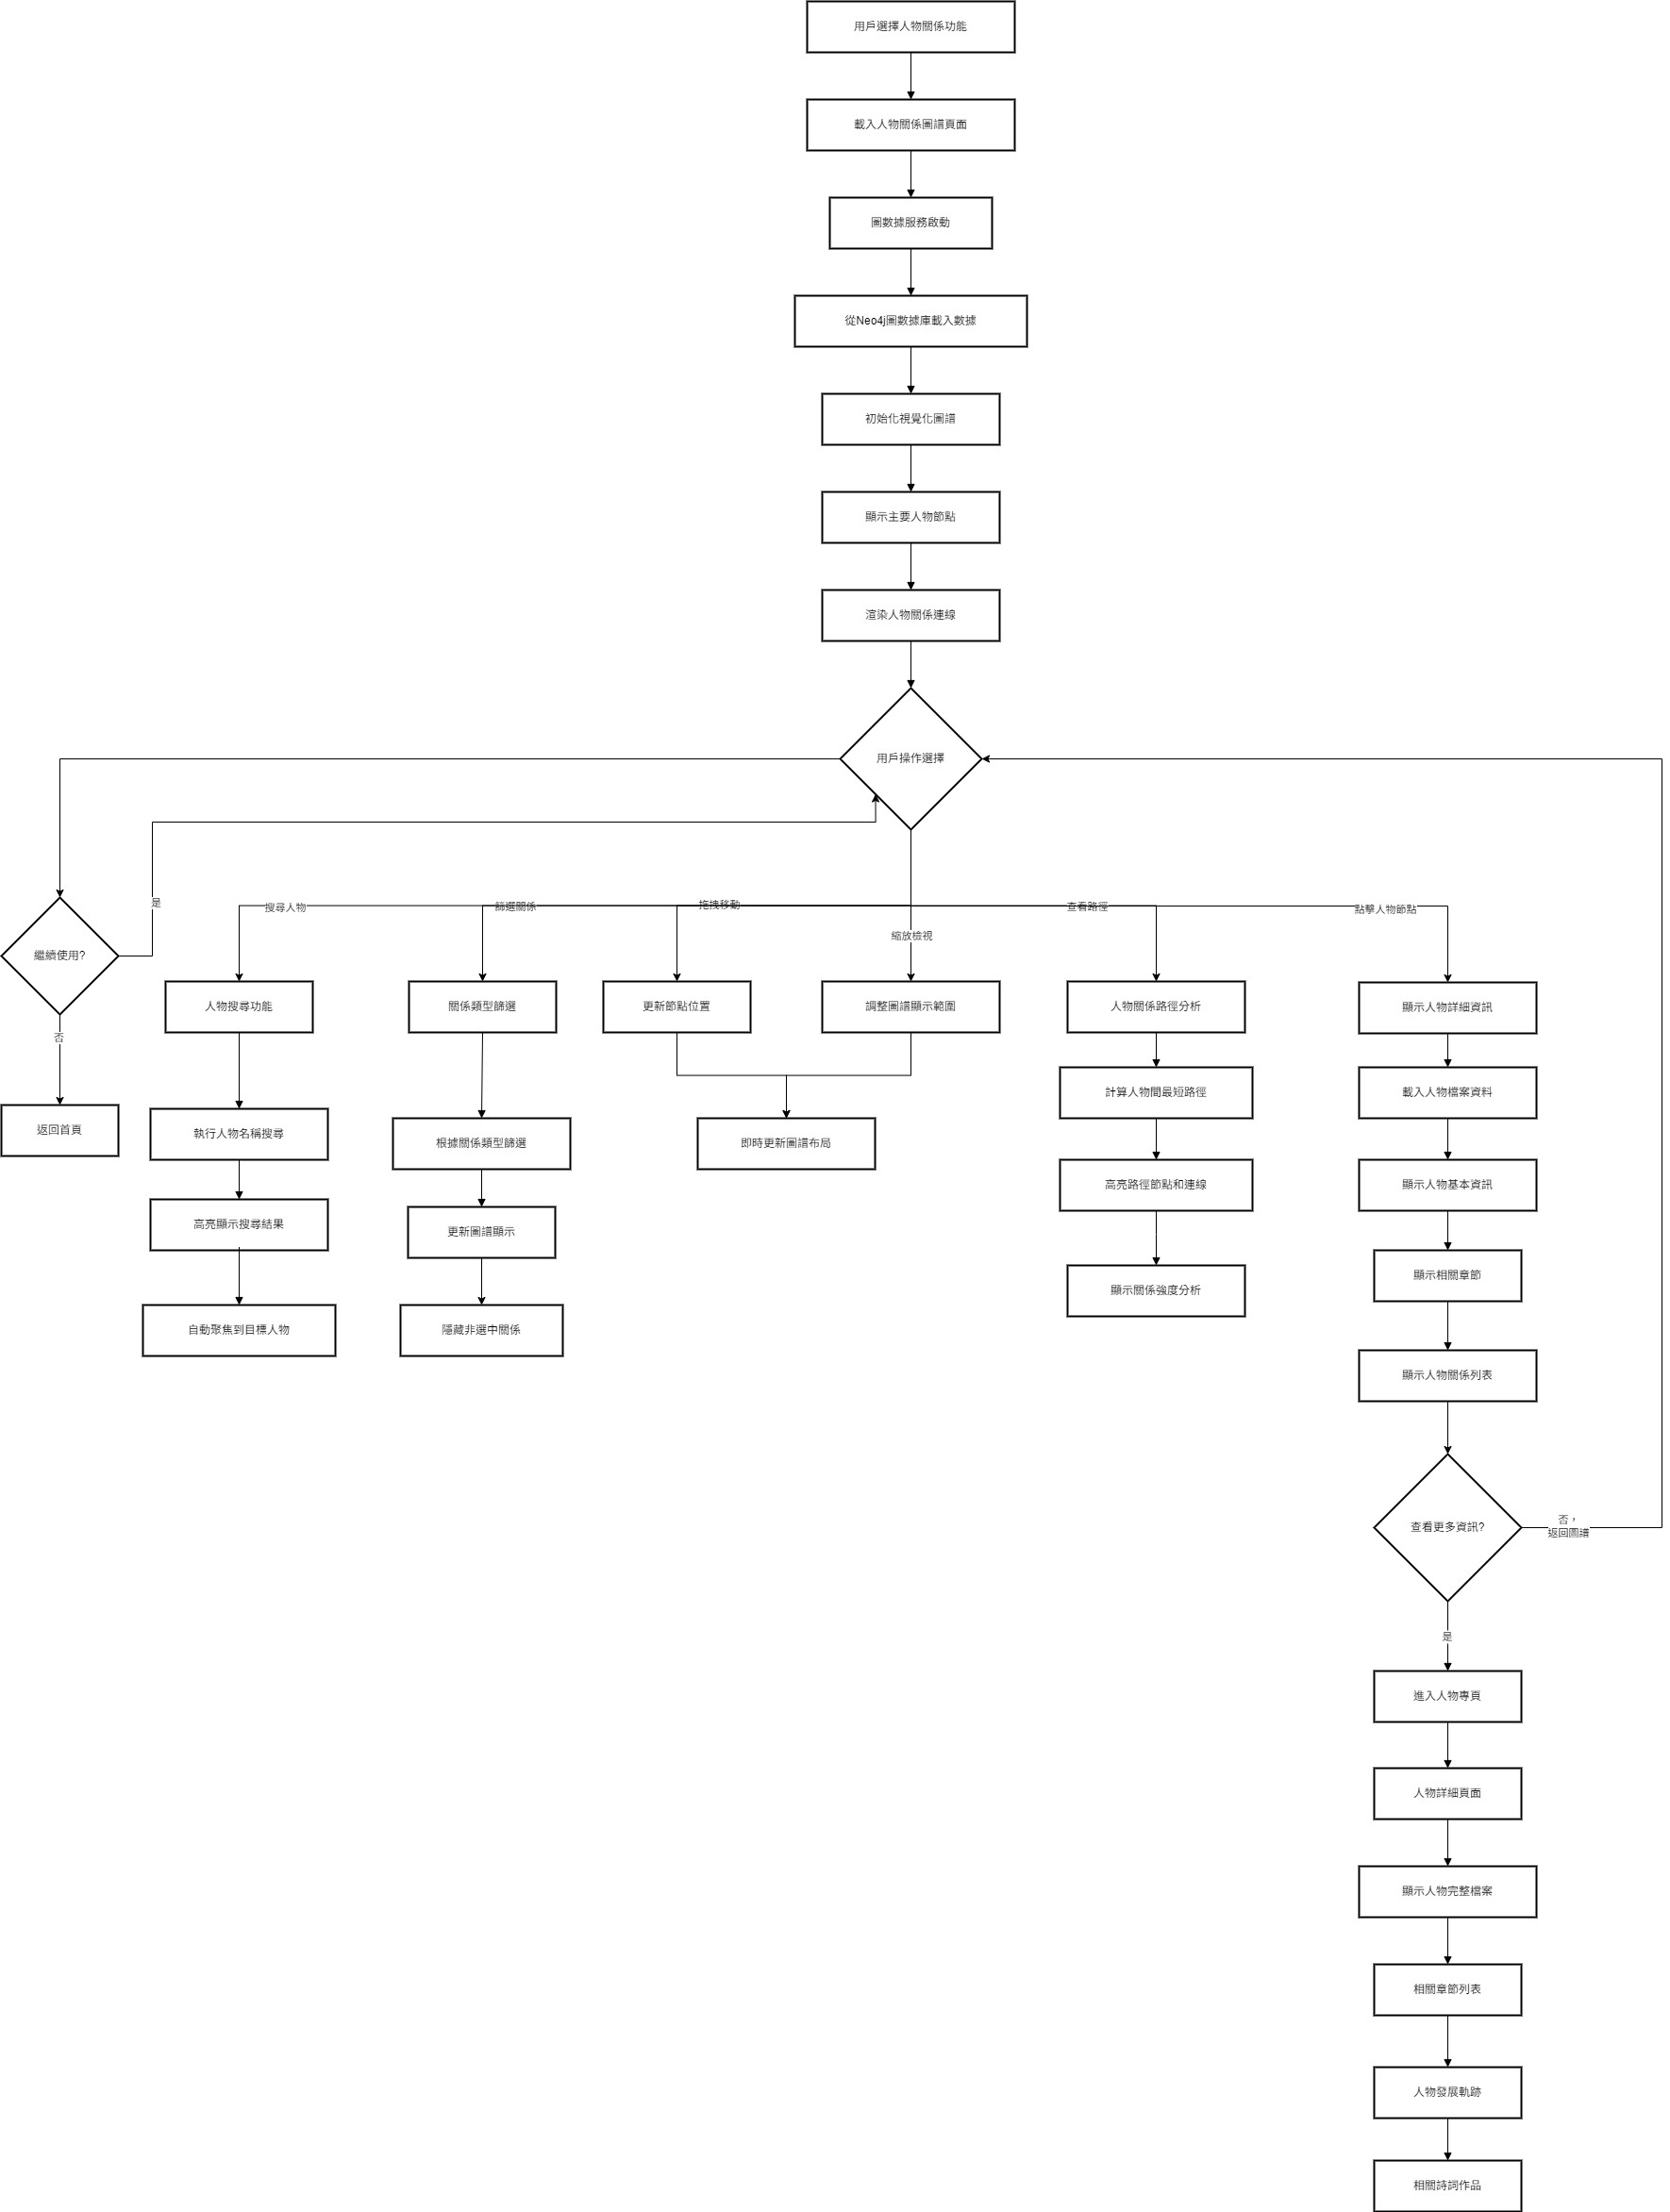 用戶選擇人物關係功能
載入人物關係圖譜頁面
圖數據服務啟動
從Neo4j圖數據庫載入數據
初始化視覺化圖譜
顯示主要人物節點
渲染人物關係連線
用戶操作選擇
繼續使用?
是
否
返回首頁
搜尋人物
篩選關係
拖拽移動
縮放檢視
查看路徑
點擊人物節點
人物搜尋功能
執行人物名稱搜尋
高亮顯示搜尋結果
自動聚焦到目標人物
關係類型篩選
根據關係類型篩選
更新圖譜顯示
隱藏非選中關係
更新節點位置
調整圖譜顯示範圍
即時更新圖譜布局
人物關係路徑分析
計算人物間最短路徑
高亮路徑節點和連線
顯示關係強度分析
顯示人物詳細資訊
載入人物檔案資料
顯示人物基本資訊
顯示相關章節
顯示人物關係列表
查看更多資訊?
否，
返回圖譜
是
進入人物專頁
人物詳細頁面
顯示人物完整檔案
相關章節列表
人物發展軌跡
相關詩詞作品